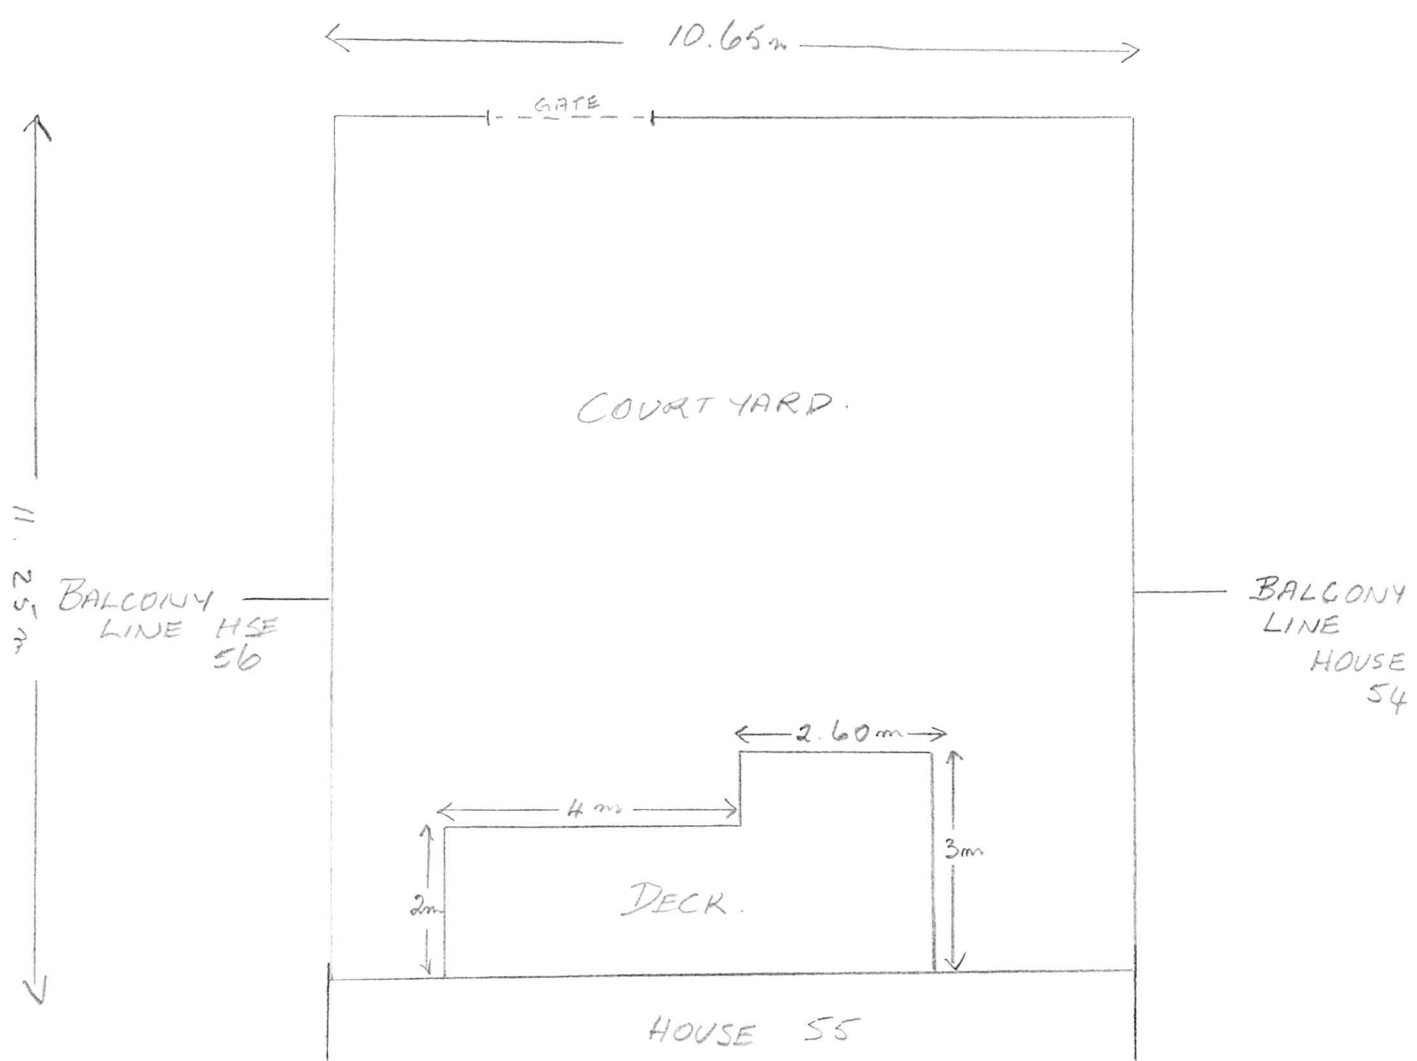 10.65m
GATE
11.25m
COURTYARD.
BALCONY
LINE HSE
56
BALCONY
LINE
HOUSE
54
2.60m
4m
3m
2m
DECK.
HOUSE 55